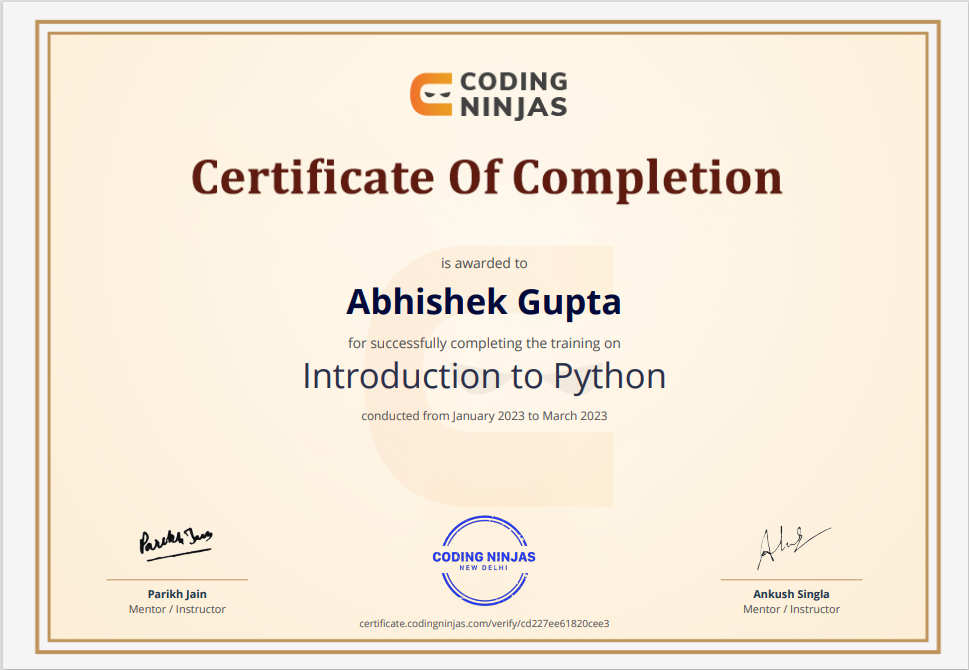 CODING
NINJAS
Certificate Of Completion
is awarded to
Abhishek Gupta
for successfully completing the training on
Introduction to Python
conducted from January 2023 to March 2023
Parikh Jain
CODING NINJAS
NEW DELHI
Parikh Jain
Mentor / Instructor
Ankush Singla
Mentor / Instructor
certificate.codingninjas.com/verify/cd227ee61820cee3